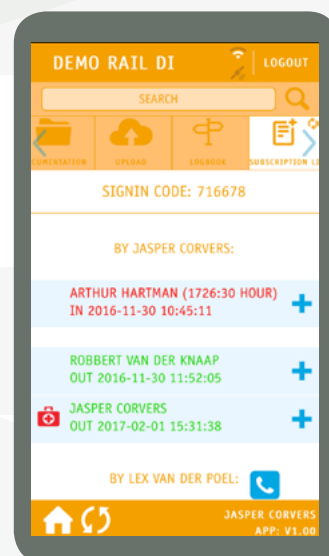 DEMO RAIL DI
LOGOUT
SEARCH
CUMENTATION UPLOAD LOGBOOK SUBSCRIPTION LI
SIGNIN CODE: 716678
BY JASPER CORVERS:
ARTHUR HARTMAN (1726:30 HOUR)
IN 2016-11-30 10:45:11
ROBBERT VAN DER KNAAP
OUT 2016-11-30 11:52:05
JASPER CORVERS
OUT 2017-02-01 15:31:38
BY LEX VAN DER POEL:
JASPER CORVERS
APP: V1.00